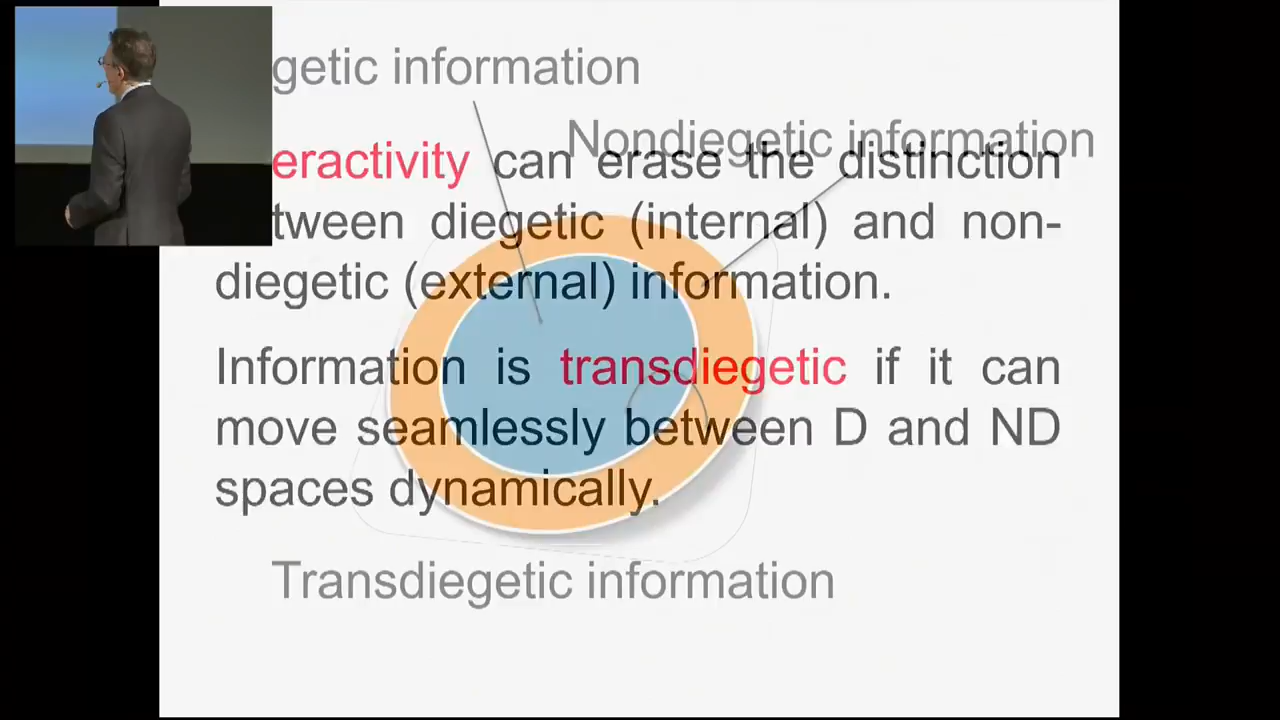 getic information
Nondiegetic information
eractivity can erase the distinction
tween diegetic (internal) and non-
diegetic (external) information.
Information is transdiegetic if it can
move seamlessly between D and ND
spaces dynamically.
Transdiegetic information